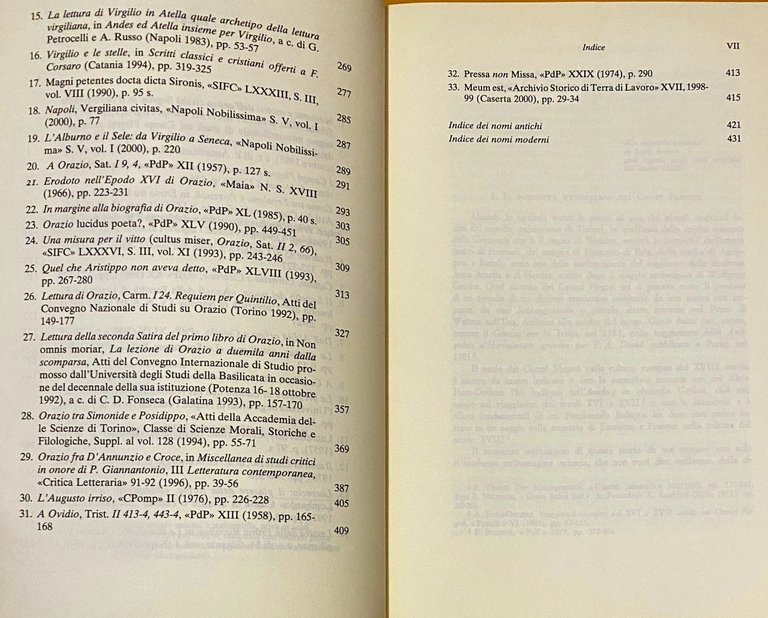 15. La lettura di Virgilio in Atella quale archetipo della lettura
virgiliana, in Andes ed Atella insieme per Virgilio, a c. di G.
Petrocelli e A. Russo (Napoli 1983), pp. 53-57
269
16. Virgilio e le stelle, in Scritti classici e cristiani offerti a F.
Corsaro (Catania 1994), pp. 319-325
277
17. Magni petentes docta dicta Sironis, «SIFC» LXXXIII, S. III,
vol. VIII (1990), p. 95 s.
285
18. Napoli, Vergiliana civitas, «Napoli Nobilissima» S. V, vol. I
(2000), p. 77
287
19. L'Alburno e il Sele: da Virgilio a Seneca, «Napoli Nobilissi-
ma» S. V, vol. I (2000), p. 220
289
20. A Orazio, Sat. I 9, 4, «PdP» XII (1957), p. 127 s.
291
21. Erodoto nell'Epodo XVI di Orazio, «Maia» N. S. XVIII
(1966), pp. 223-231
293
22. In margine alla biografia di Orazio, «PdP» XL (1985), p. 40 s.
303
23. Orazio lucidus poeta?, «PdP» XLV (1990), pp. 449-451
305
24. Una misura per il vitto (cultus miser, Orazio, Sat. II 2, 66),
«SIFC» LXXXVI, S. III, vol. XI (1993), pp. 243-246
309
25. Quel che Aristippo non aveva detto, «PdP» XLVIII (1993),
pp. 267-280
313
26. Lettura di Orazio, Carm. I 24. Requiem per Quintilio, Atti del
Convegno Nazionale di Studi su Orazio (Torino 1992), pp.
149-177
327
27. Lettura della seconda Satira del primo libro di Orazio, in Non
omnis moriar, La lezione di Orazio a duemila anni dalla
scomparsa, Atti del Convegno Internazionale di Studio pro-
mosso dall'Università degli Studi della Basilicata in occasio-
ne del decennale della sua istituzione (Potenza 16-18 ottobre
1992), a c. di C. D. Fonseca (Galatina 1993), pp. 157-170
357
28. Orazio tra Simonide e Posidippo, «Atti della Accademia del-
le Scienze di Torino», Classe di Scienze Morali, Storiche e
Filologiche, Suppl. al vol. 128 (1994), pp. 55-71
369
29. Orazio fra D'Annunzio e Croce, in Miscellanea di studi critici
in onore di P. Giannantonio, III Letteratura contemporanea,
«Critica Letteraria» 91-92 (1996), pp. 39-56
387
30. L'Augusto irriso, «CPomp» II (1976), pp. 226-228
405
31. A Ovidio, Trist. II 413-4, 443-4, «PdP» XIII (1958), pp. 165-
168
409
Indice VII
32. Pressa non Missa, «PdP» XXIX (1974), p. 290 413
33. Meum est, «Archivio Storico di Terra di Lavoro» XVII, 1998-
99 (Caserta 2000), pp. 29-34 415
Indice dei nomi antichi 421
Indice dei nomi moderni 431